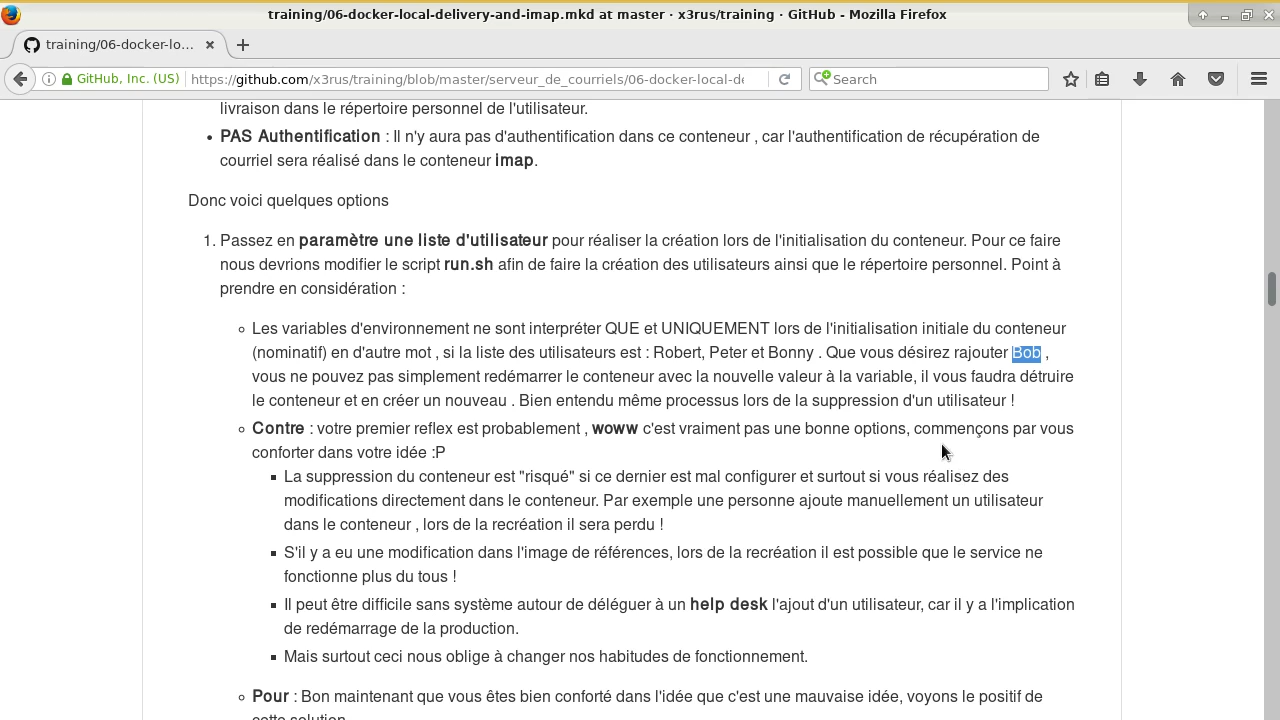 training/06-docker-local-delivery-and-imap.mkd at master · x3rus/training · GitHub - Mozilla Firefox
training/06-docker-lo...
GitHub, Inc. (US)
https://github.com/x3rus/training/blob/master/serveur_de_courriels/06-docker-local-de
Search
livraison dans le répertoire personnel de l'utilisateur.
• PAS Authentification : Il n'y aura pas d'authentification dans ce conteneur , car l'authentification de récupération de
courriel sera réalisé dans le conteneur imap.
Donc voici quelques options
1. Passez en paramètre une liste d'utilisateur pour réaliser la création lors de l'initialisation du conteneur. Pour ce faire
nous devrions modifier le script run.sh afin de faire la création des utilisateurs ainsi que le répertoire personnel. Point à
prendre en considération :
Les variables d'environnement ne sont interpréter QUE et UNIQUEMENT lors de l'initialisation initiale du conteneur
(nominatif) en d'autre mot , si la liste des utilisateurs est : Robert, Peter et Bonny . Que vous désirez rajouter Bob ,
vous ne pouvez pas simplement redémarrer le conteneur avec la nouvelle valeur à la variable, il vous faudra détruire
le conteneur et en créer un nouveau . Bien entendu même processus lors de la suppression d'un utilisateur !
Contre : votre premier reflex est probablement , woww c'est vraiment pas une bonne options, commençons par vous
conforter dans votre idée :P
La suppression du conteneur est "risqué" si ce dernier est mal configurer et surtout si vous réalisez des
modifications directement dans le conteneur. Par exemple une personne ajoute manuellement un utilisateur
dans le conteneur , lors de la recréation il sera perdu !
S'il y a eu une modification dans l'image de références, lors de la recréation il est possible que le service ne
fonctionne plus du tous !
Il peut être difficile sans système autour de déléguer à un help desk l'ajout d'un utilisateur, car il y a l'implication
de redémarrage de la production.
Mais surtout ceci nous oblige à changer nos habitudes de fonctionnement.
Pour : Bon maintenant que vous êtes bien conforté dans l'idée que c'est une mauvaise idée, voyons le positif de
cette solution